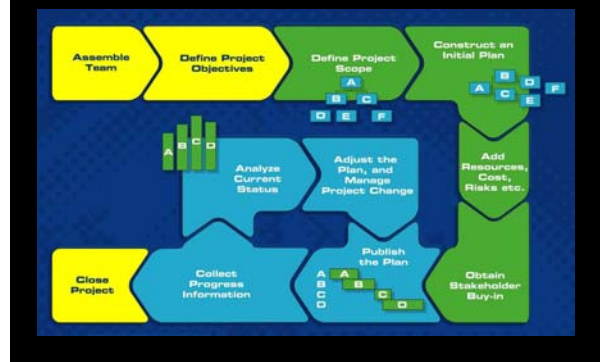 Assemble
Team
Define Project
Objectives
Define Project
Scope
A
B C
D E F
Construct an
Initial Plan
B D F
A C E
Add
Resources,
Cost,
Risks etc.
Obtain
Stakeholder
Buy-in
Publish
the Plan
A A
B B
C C
D D
Collect
Progress
Information
Analyze
Current
Status
A B C D
Adjust the
Plan, and
Manage
Project Change
Close
Project